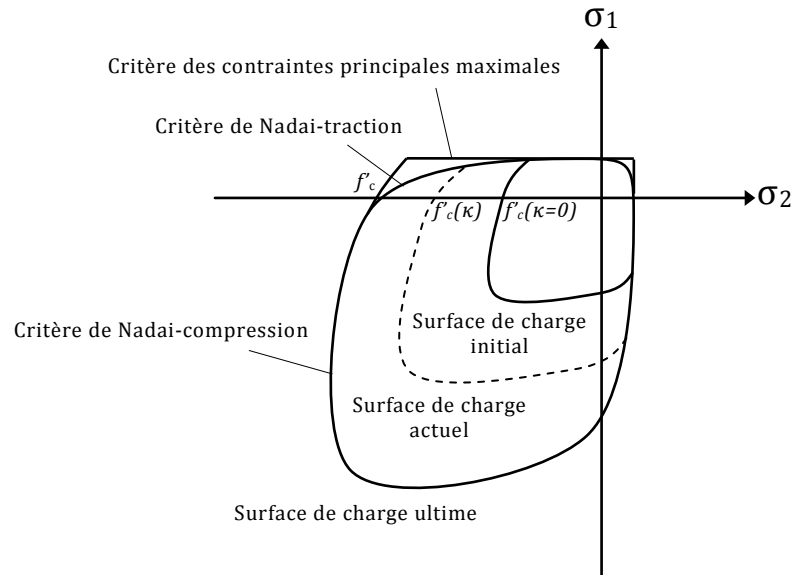 σ1
Critère des contraintes principales maximales
Critère de Nadai-traction
f'c
σ2
f'c(κ)
f'c(κ=0)
Surface de charge
initial
Critère de Nadai-compression
Surface de charge
actuel
Surface de charge ultime